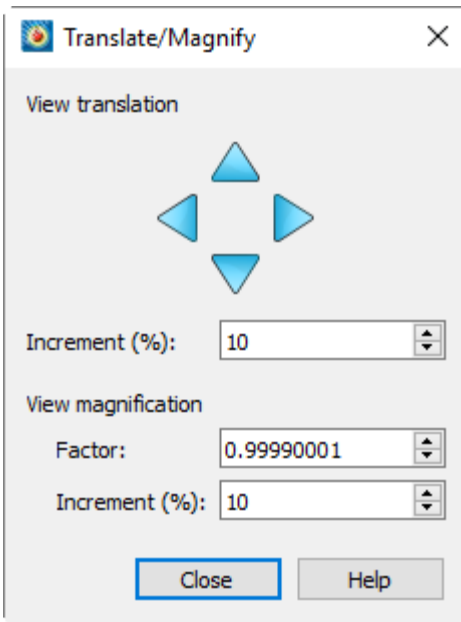 Translate/Magnify
View translation
Increment (%): 10
View magnification
Factor: 0.99990001
Increment (%): 10
Close Help